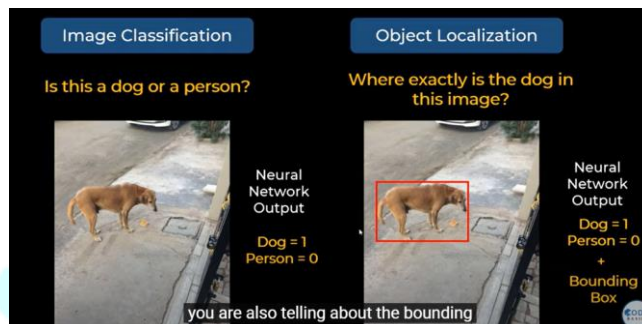 Image Classification
Is this a dog or a person?
Neural
Network
Output
Dog = 1
Person = 0
Object Localization
Where exactly is the dog in
this image?
Neural
Network
Output
Dog = 1
Person = 0
+
Bounding
Box
you are also telling about the bounding